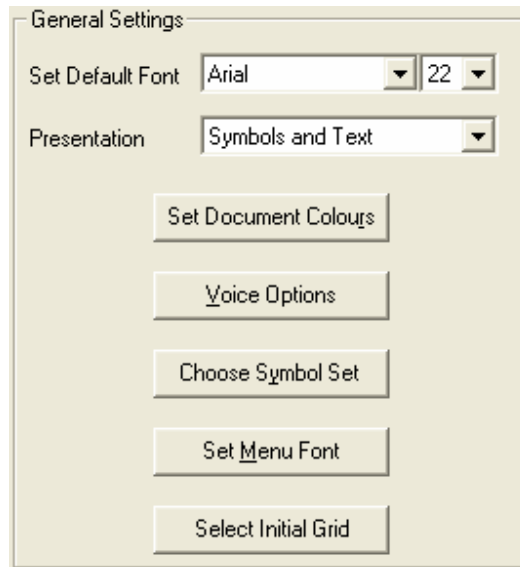 General Settings
Set Default Font Arial 22
Presentation Symbols and Text
Set Document Colours
Voice Options
Choose Symbol Set
Set Menu Font
Select Initial Grid